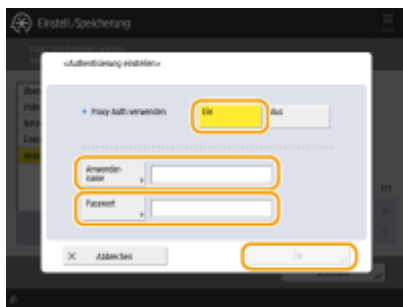 Einstell./Speicherung
<Authentisierung einstellen>
Proxy-Auth. verwenden
Ein
Aus
Anwender-
name
Passwort
Abbrechen
OK